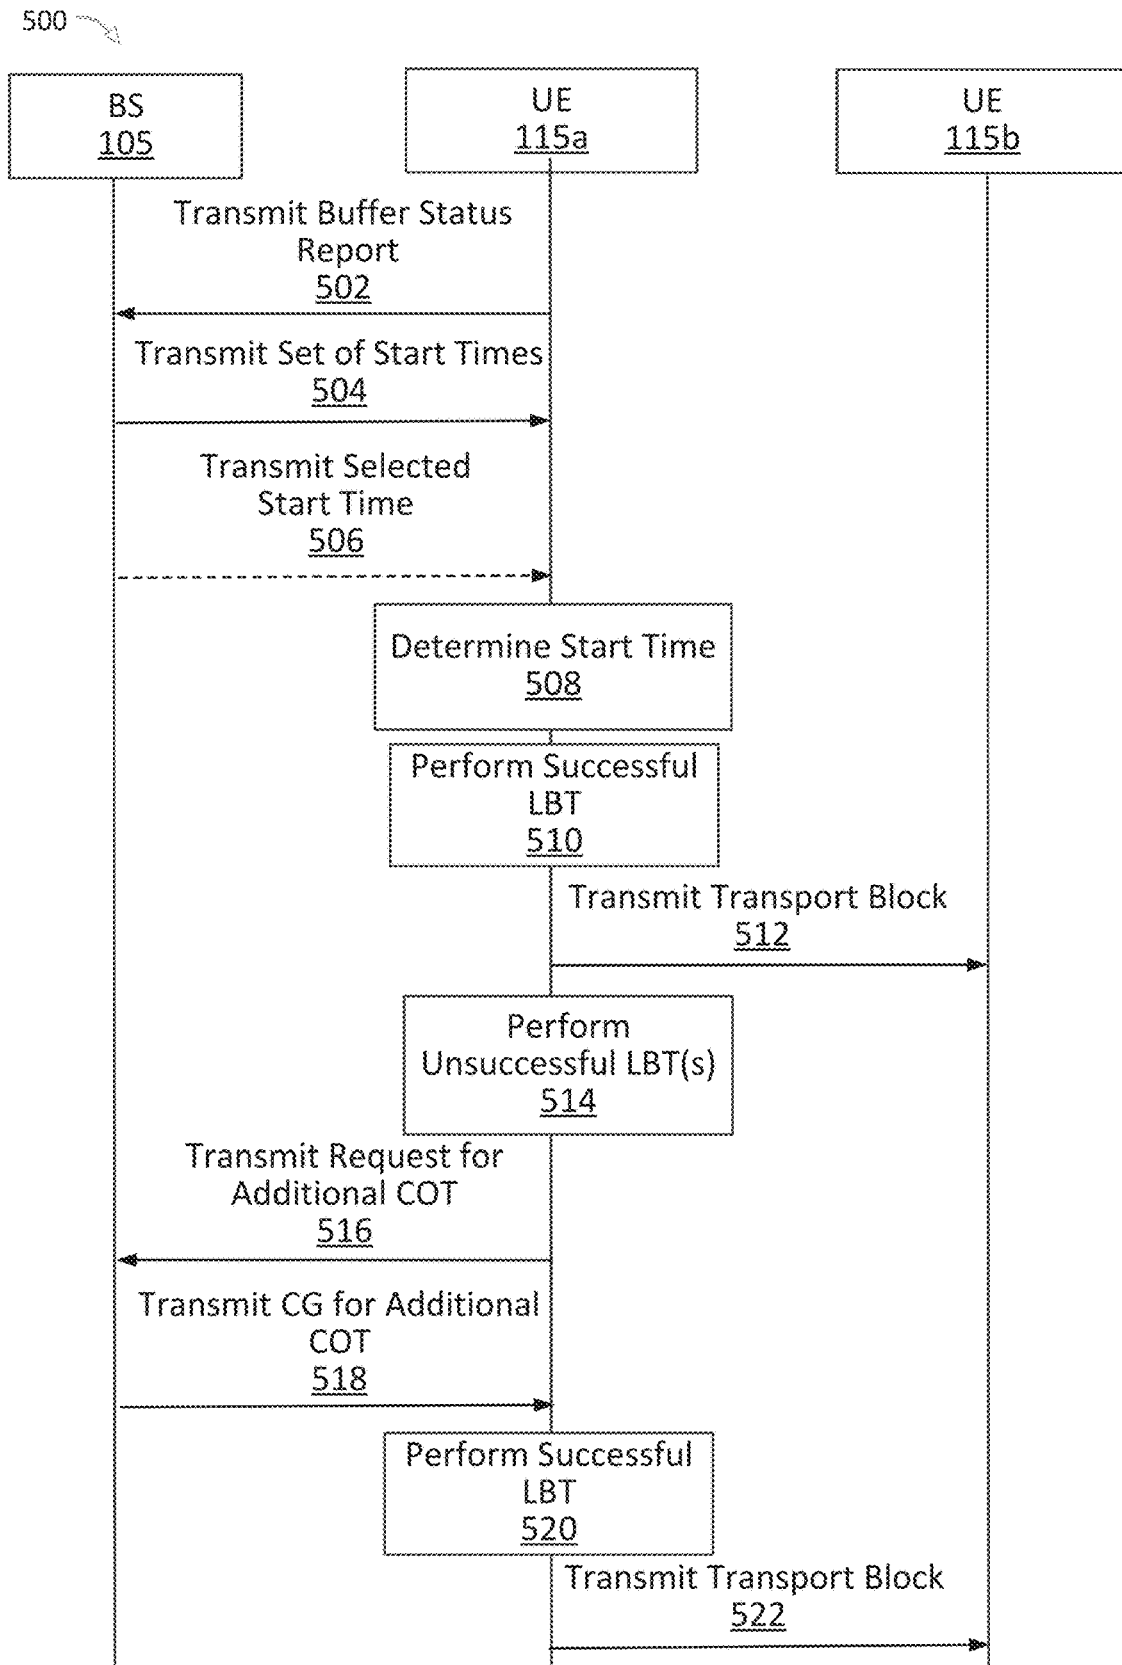 500
BS
105
UE
115a
UE
115b
Transmit Buffer Status
Report
502
Transmit Set of Start Times
504
Transmit Selected
Start Time
506
Determine Start Time
508
Perform Successful
LBT
510
Transmit Transport Block
512
Perform
Unsuccessful LBT(s)
514
Transmit Request for
Additional COT
516
Transmit CG for Additional
COT
518
Perform Successful
LBT
520
Transmit Transport Block
522